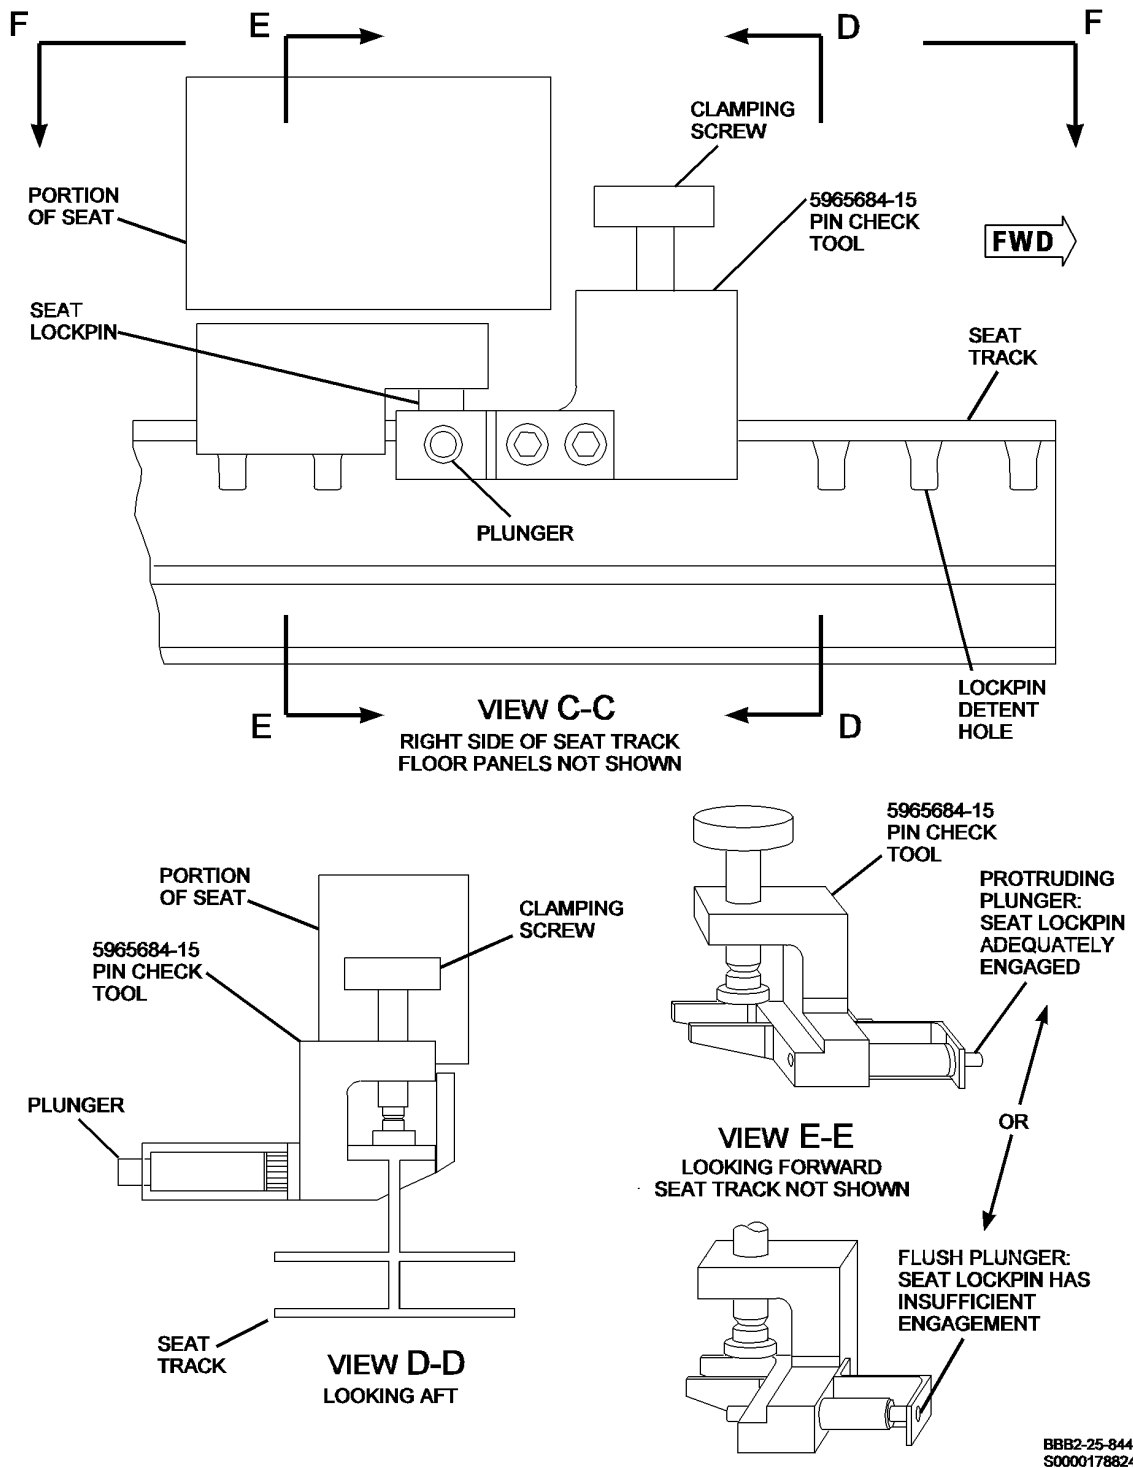 F
E
D
F
CLAMPING
SCREW
PORTION
OF SEAT
5965684-15
PIN CHECK
TOOL
FWD
SEAT
LOCKPIN
SEAT
TRACK
PLUNGER
LOCKPIN
DETENT
HOLE
E
VIEW C-C
D
RIGHT SIDE OF SEAT TRACK
FLOOR PANELS NOT SHOWN
5965684-15
PIN CHECK
TOOL
PORTION
OF SEAT
CLAMPING
SCREW
PROTRUDING
PLUNGER:
SEAT LOCKPIN
ADEQUATELY
ENGAGED
5965684-15
PIN CHECK
TOOL
PLUNGER
OR
VIEW E-E
LOOKING FORWARD
SEAT TRACK NOT SHOWN
FLUSH PLUNGER:
SEAT LOCKPIN HAS
INSUFFICIENT
ENGAGEMENT
SEAT
TRACK
VIEW D-D
LOOKING AFT
BBB2-25-844
S0000178824